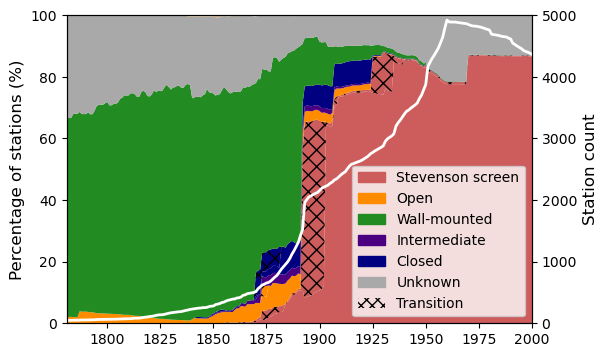 100
80
60
40
20
0
Percentage of stations (%)
5000
4000
3000
2000
1000
0
Station count
Stevenson screen
Open
Wall-mounted
Intermediate
Closed
Unknown
Transition
1800 1825 1850 1875 1900 1925 1950 1975 2000